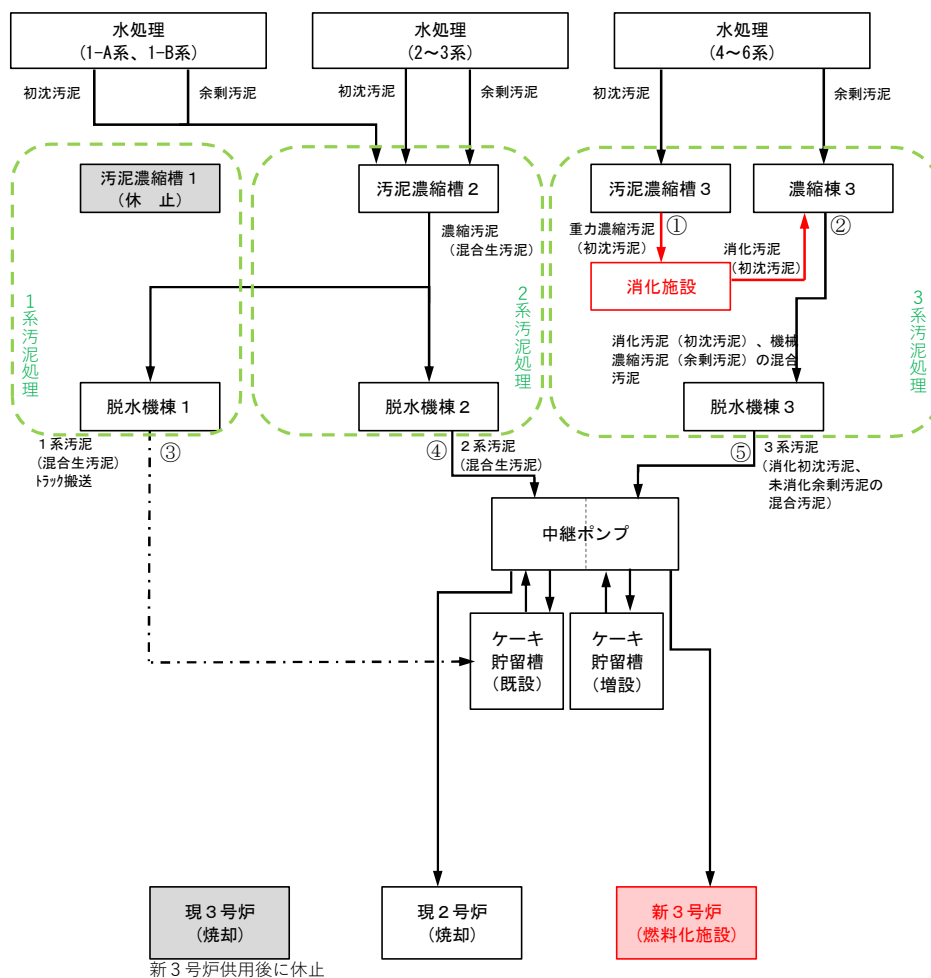 水処理
(1-A系、1-B系)
水処理
(2～3系)
水処理
(4～6系)
初沈汚泥
余剰汚泥
初沈汚泥
余剰汚泥
初沈汚泥
余剰汚泥
汚泥濃縮槽１
(休　止)
汚泥濃縮槽２
汚泥濃縮槽３
濃縮棟３
濃縮汚泥
(混合生汚泥)
重力濃縮汚泥
(初沈汚泥)
①
消化汚泥
(初沈汚泥)
②
消化施設
1系汚泥処理
2系汚泥処理
3系汚泥処理
消化汚泥（初沈汚泥）、機械
濃縮汚泥（余剰汚泥）の混合
汚泥
脱水機棟１
脱水機棟２
脱水機棟３
１系汚泥
(混合生汚泥)
ﾄﾗｯｸ搬送
③
④
２系汚泥
(混合生汚泥)
⑤
３系汚泥
(消化初沈汚泥、
未消化余剰汚泥の
混合汚泥)
中継ポンプ
ケーキ
貯留槽
(既設)
ケーキ
貯留槽
(増設)
現３号炉
(焼却)
現２号炉
(焼却)
新３号炉
(燃料化施設)
新３号炉供用後に休止